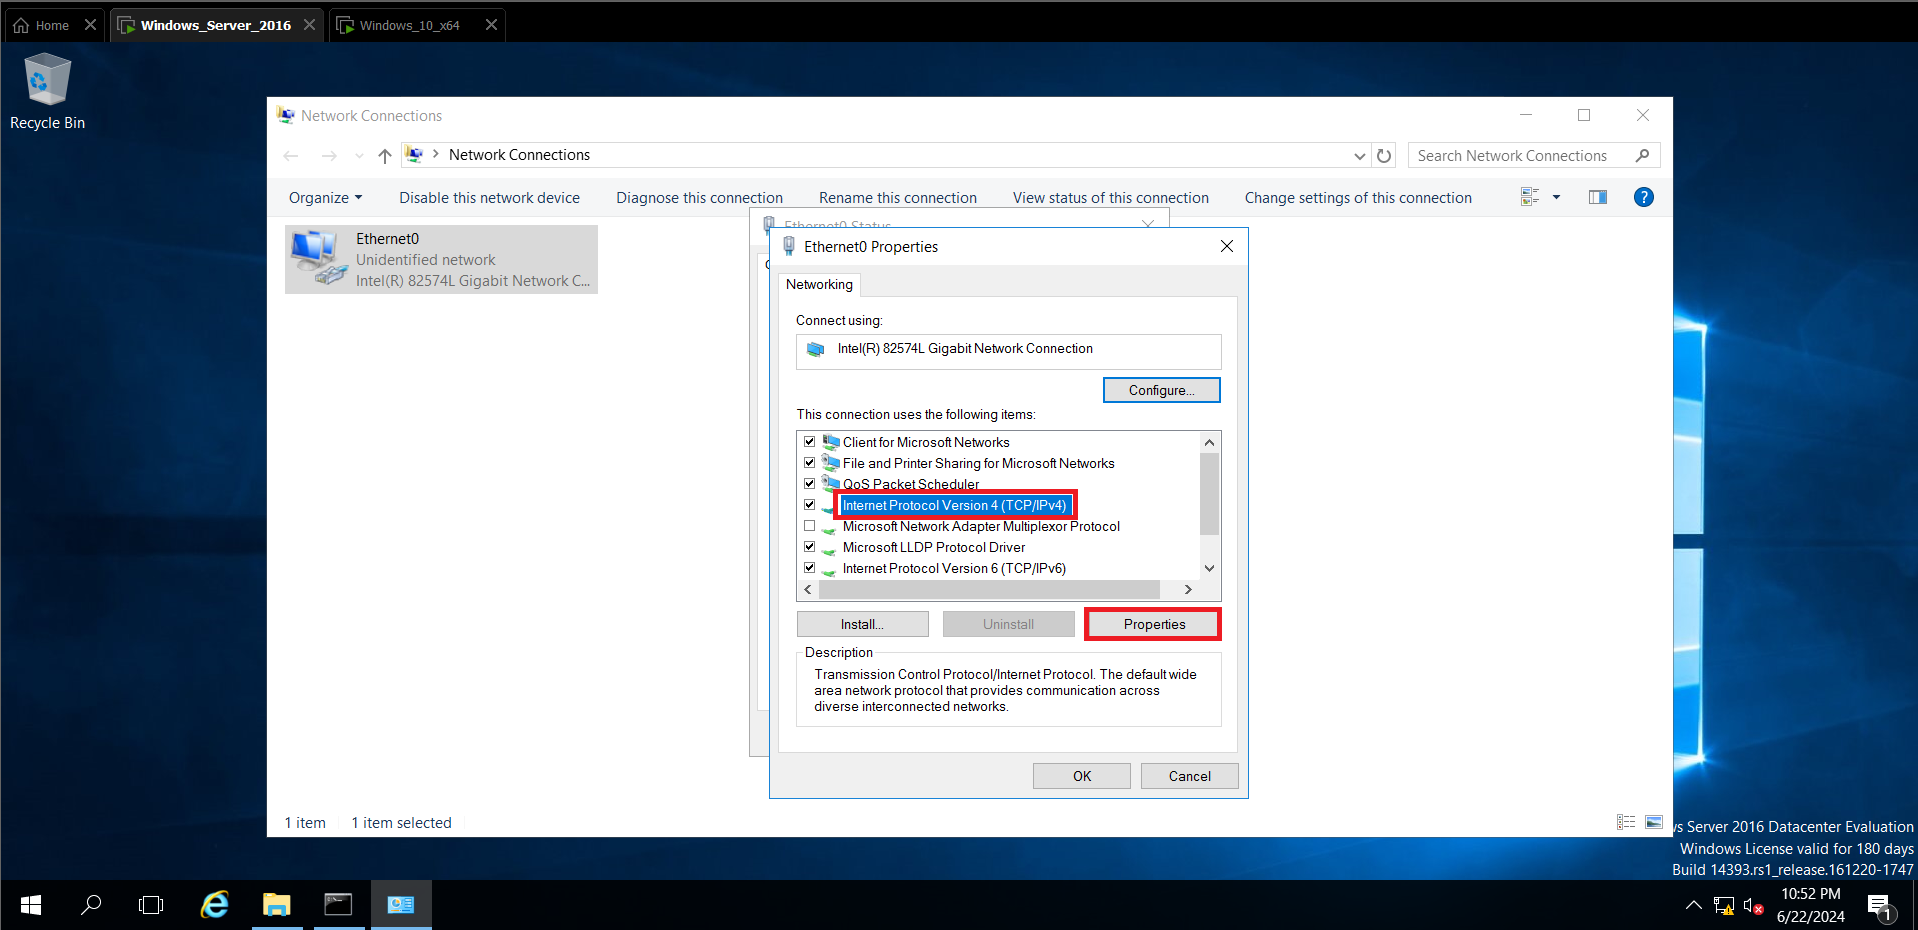 Home
Windows_Server_2016
Windows_10_x64
Recycle Bin
Network Connections
Network Connections
Search Network Connections
Organize
Disable this network device
Diagnose this connection
Rename this connection
View status of this connection
Change settings of this connection
Ethernet0
Unidentified network
Intel(R) 82574L Gigabit Network C...
Ethernet0 Status
Ethernet0 Properties
Networking
Connect using:
Intel(R) 82574L Gigabit Network Connection
Configure...
This connection uses the following items:
Client for Microsoft Networks
File and Printer Sharing for Microsoft Networks
QoS Packet Scheduler
Internet Protocol Version 4 (TCP/IPv4)
Microsoft Network Adapter Multiplexor Protocol
Microsoft LLDP Protocol Driver
Internet Protocol Version 6 (TCP/IPv6)
Install...
Uninstall
Properties
Description
Transmission Control Protocol/Internet Protocol. The default wide
area network protocol that provides communication across
diverse interconnected networks.
OK
Cancel
1 item
1 item selected
s Server 2016 Datacenter Evaluation
Windows License valid for 180 days
Build 14393.rs1_release.161220-1747
10:52 PM
6/22/2024
1